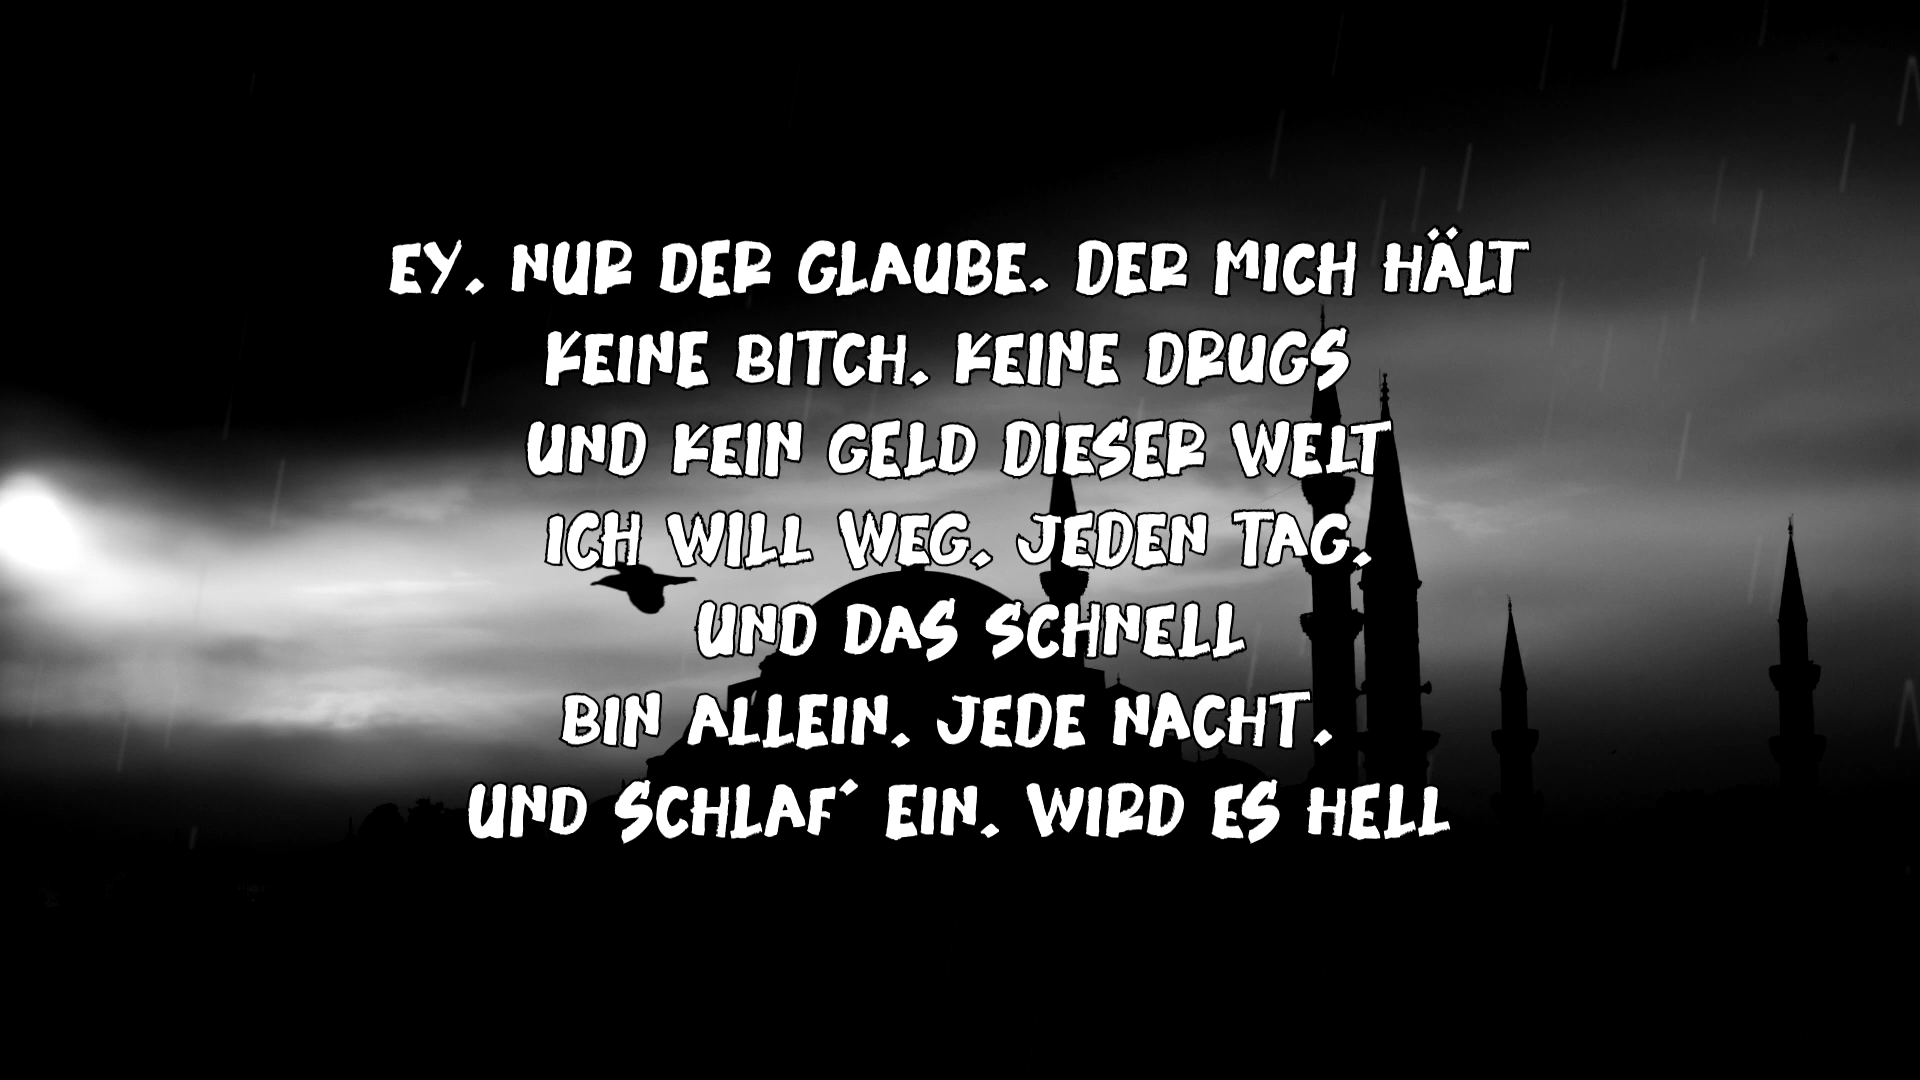 EY, NUR DER GLAUBE, DER MICH HÄLT
KEINE BITCH, KEINE DRUGS
UND KEIN GELD DIESER WELT
ICH WILL WEG, JEDEN TAG,
UND DAS SCHNELL
BIN ALLEIN, JEDE NACHT,
UND SCHLAF' EIN, WIRD ES HELL